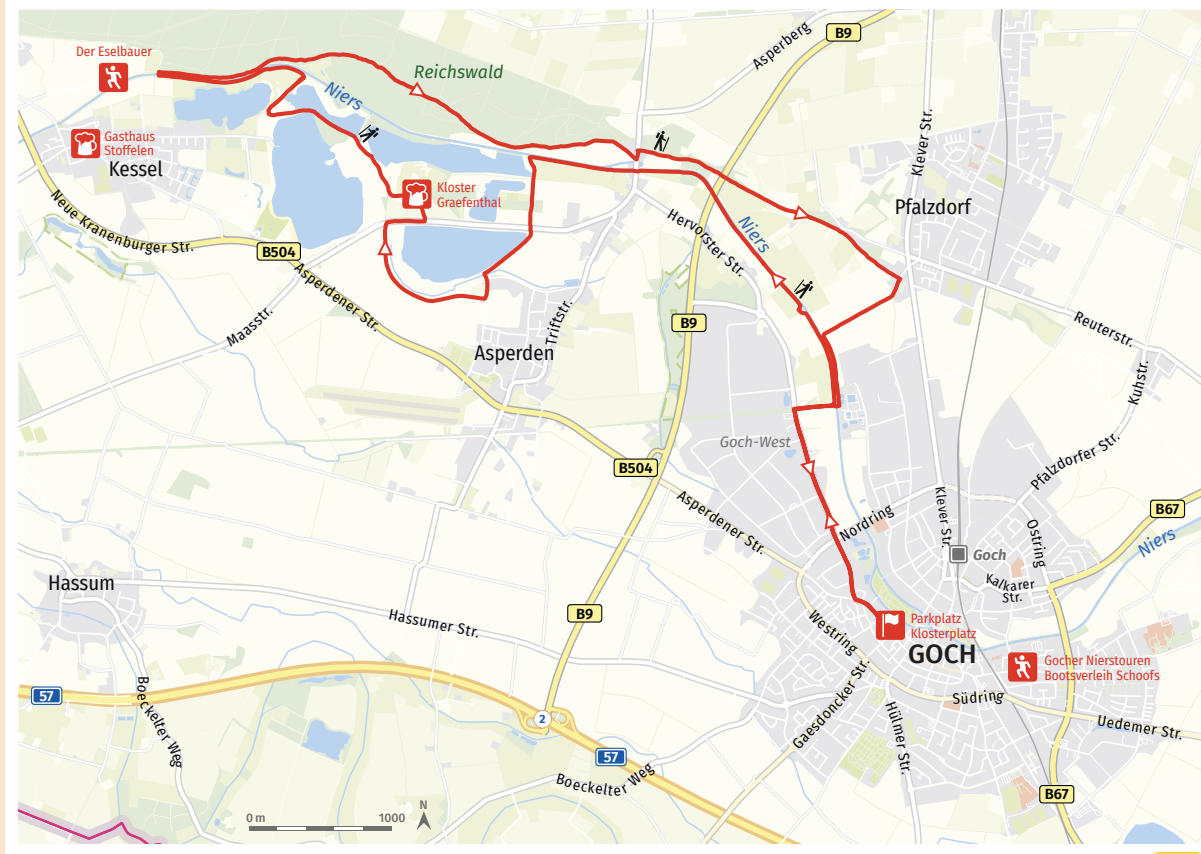 B9
Asperberg
Der Eselbauer
Reichswald
Niers
Klever Str.
Gasthaus
Stoffelen
Kessel
Kloster
Graefenthal
Pfalzdorf
Neue Kranenburger Str.
Hervorster Str.
Niers
B504
Asperdener Str.
Maasstr.
Triftstr.
B9
Reuterstr.
Asperden
Kuhstr.
Goch-West
Pfalzdorfer Str.
B504
Asperdener Str.
Klever Str.
Nordring
Ostring
B67
Niers
Goch
Hassum
Kalkarer
Str.
B9
Hassumer Str.
Westring
Parkplatz
Klosterplatz
GOCH
Gocher Nierstouren
Bootsverleih Schoofs
57
Boeckelter Weg
Gaesdoncker Str.
Südring
Hülmer Str.
Uedemer Str.
2
57
Boeckelter Weg
B67
0 m
1000
N